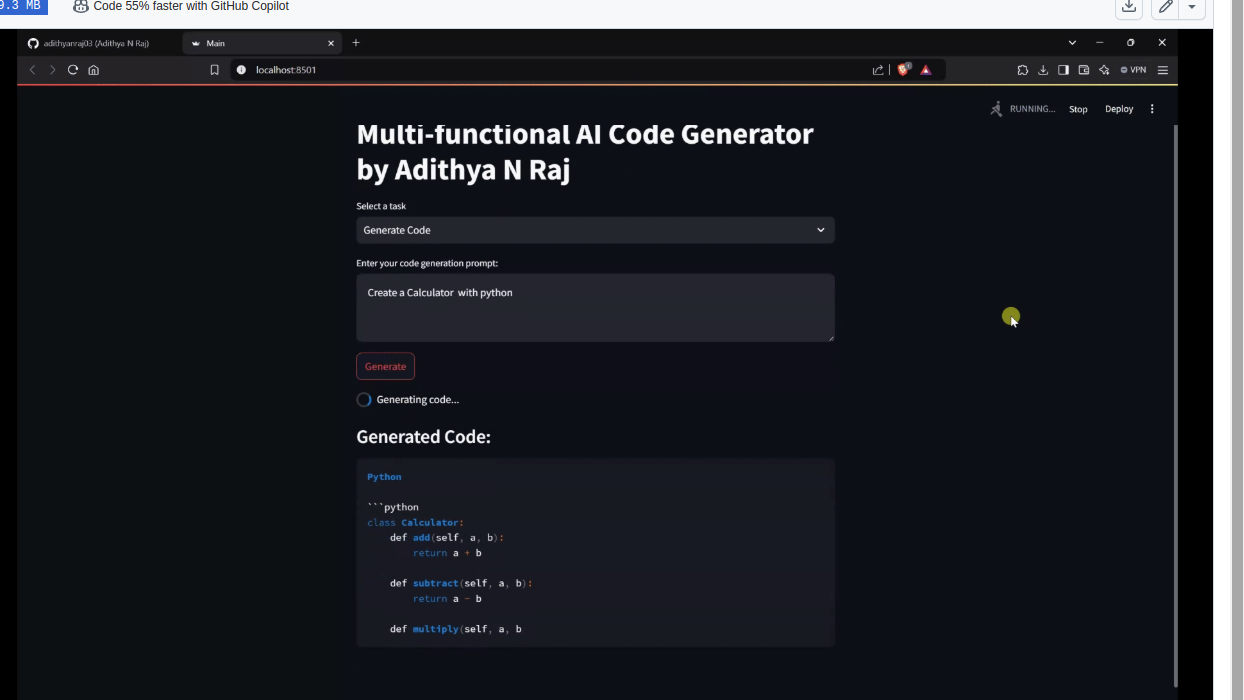 9.3 MB
Code 55% faster with GitHub Copilot
adithyanraj03 (Adithya N Raj)
Main
localhost:8501
VPN
RUNNING...
Stop
Deploy
Multi-functional AI Code Generator
by Adithya N Raj
Select a task
Generate Code
Enter your code generation prompt:
Create a Calculator with python
Generate
Generating code...
Generated Code:
Python
```python
class Calculator:
    def add(self, a, b):
        return a + b
    def subtract(self, a, b):
        return a - b
    def multiply(self, a, b